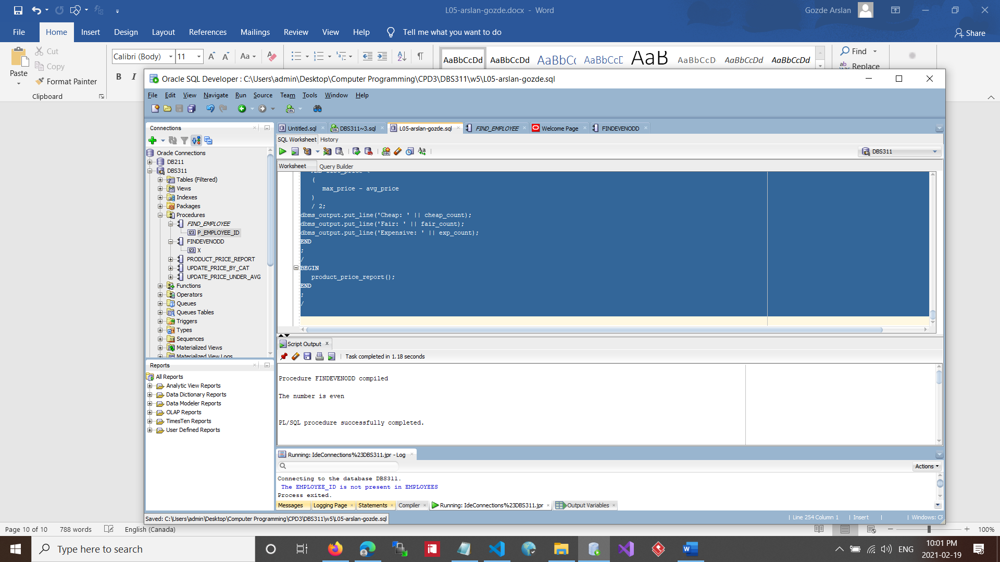 L05-arslan-gozde.docx - Word
Gozde Arslan
File Home Insert Design Layout References Mailings Review View Help Tell me what you want to do
Share
Paste
Cut
Copy
Format Painter
Clipboard
Calibri (Body) 11
Aa
B I
AaBbCcDd AaBbCcDd AaBbCc AaBbCcE AaB AaBbCcD AaBbCcDd AaBbCcDd
Find
Replace
Oracle SQL Developer : C:\Users\admin\Desktop\Computer Programming\CPD3\DBS311\w5\L05-arslan-gozde.sql
File Edit View Navigate Run Source Team Tools Window Help
Connections
Oracle Connections
DB211
DBS311
Tables (Filtered)
Views
Indexes
Packages
Procedures
FIND_EMPLOYEE
P_EMPLOYEE_ID
FINDEVENODD
X
PRODUCT_PRICE_REPORT
UPDATE_PRICE_BY_CAT
UPDATE_PRICE_UNDER_AVG
Functions
Operators
Queues
Queues Tables
Triggers
Types
Sequences
Materialized Views
Materialized View Logs
Reports
All Reports
Analytic View Reports
Data Dictionary Reports
Data Modeler Reports
OLAP Reports
TimesTen Reports
User Defined Reports
Untitled.sql DBS311~3.sql L05-arslan-gozde.sql FIND_EMPLOYEE Welcome Page FINDEVENODD
SQL Worksheet History
DBS311
Worksheet Query Builder
AND list_price <
(
max_price - avg_price
)
/ 2;
dbms_output.put_line('Cheap: ' || cheap_count);
dbms_output.put_line('Fair: ' || fair_count);
dbms_output.put_line('Expensive: ' || exp_count);
END
;
/
BEGIN
product_price_report();
END
;
/
Script Output
Task completed in 1.18 seconds
Procedure FINDEVENODD compiled
The number is even
PL/SQL procedure successfully completed.
Running: IdeConnections%23DBS311.jpr - Log
Actions
Connecting to the database DBS311.
The EMPLOYEE_ID is not present in EMPLOYEES
Process exited.
Messages Logging Page Statements Compiler Running: IdeConnections%23DBS311.jpr Output Variables
Saved: C:\Users\admin\Desktop\Computer Programming\CPD3\DBS311\w5\L05-arslan-gozde.sql
Line 254 Column 1 Insert Windows: CF
Page 10 of 10 788 words English (Canada)
100%
Type here to search
ENG
10:01 PM
2021-02-19